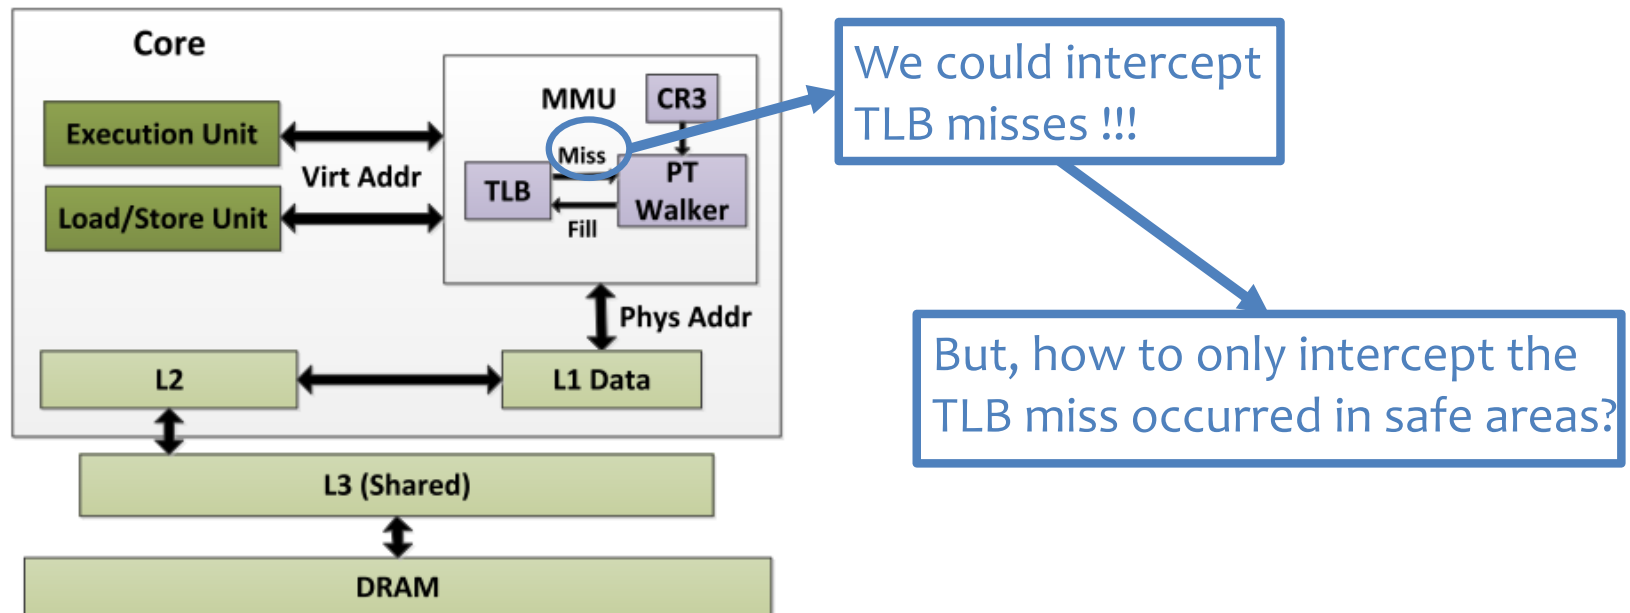 Core
Execution Unit
Load/Store Unit
Virt Addr
MMU
CR3
Miss
TLB
PT
Walker
Fill
Phys Addr
L2
L1 Data
L3 (Shared)
DRAM
We could intercept
TLB misses !!!
But, how to only intercept the
TLB miss occurred in safe areas?